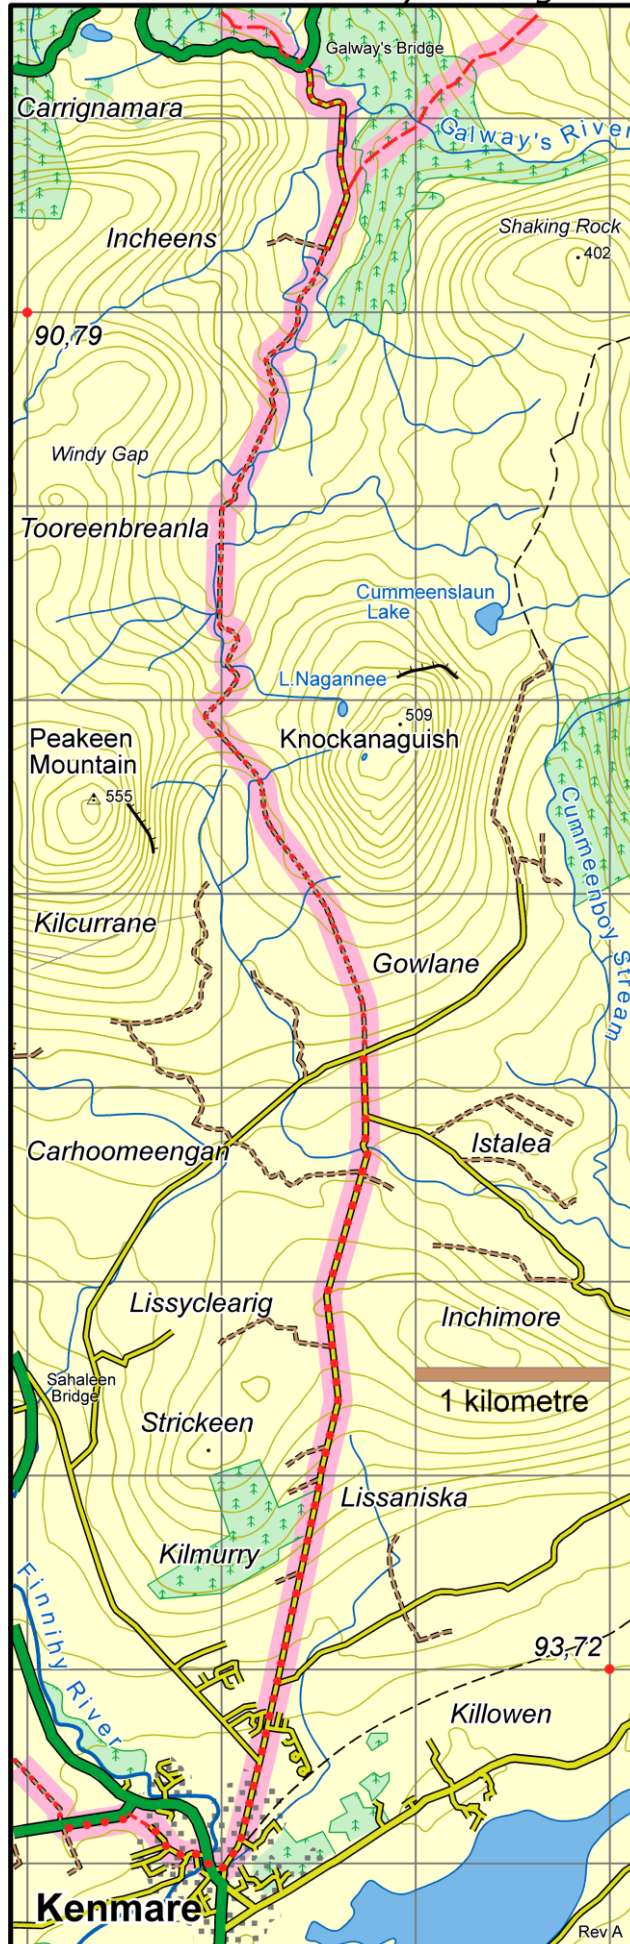 Galway's Bridge
Carrignamara
Galway's River
Incheens
Shaking Rock
402
90,79
Windy Gap
Tooreenbreanla
Cummeenslaun
Lake
L.Nagannee
509
Peakeen
Mountain
Knockanaguish
555
Cummeenboy Stream
Kilcurrane
Gowlane
Carhoomeengan
Istalea
Lissyclearig
Inchimore
Sahaleen
Bridge
1 kilometre
Strickeen
Lissaniska
Kilmurry
Finnihy River
93,72
Killowen
Kenmare
Rev A